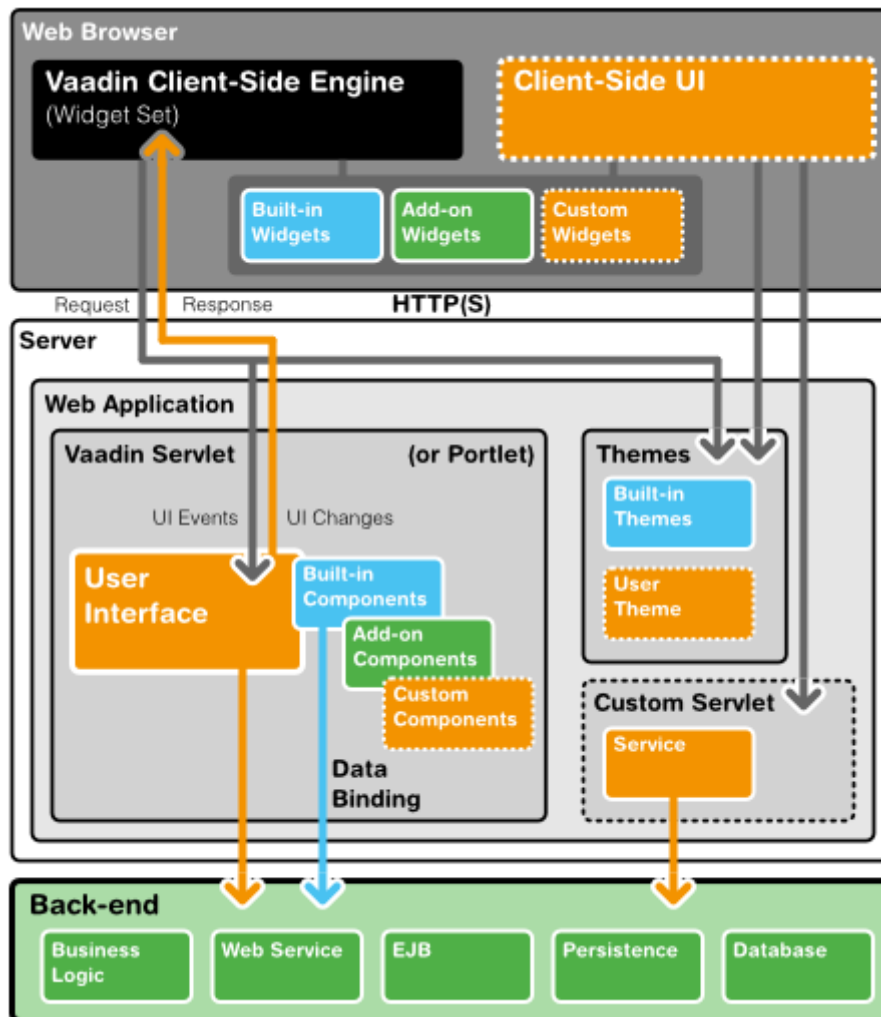 Web Browser
Vaadin Client-Side Engine
(Widget Set)
Client-Side UI
Built-in
Widgets
Add-on
Widgets
Custom
Widgets
Request
Response
HTTP(S)
Server
Web Application
Vaadin Servlet
(or Portlet)
UI Events
UI Changes
User
Interface
Built-in
Components
Add-on
Components
Custom
Components
Data
Binding
Themes
Built-in
Themes
User
Theme
Custom Servlet
Service
Back-end
Business
Logic
Web Service
EJB
Persistence
Database